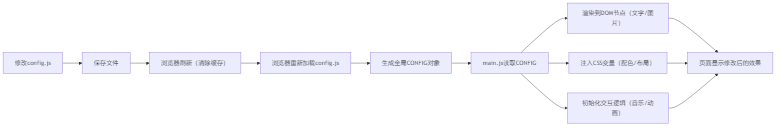 修改config.js
保存文件
浏览器刷新（清除缓存）
浏览器重新加载config.js
生成全局CONFIG对象
main.js读取CONFIG
渲染到DOM节点（文字/图
片）
注入CSS变量（配色/布局）
初始化交互逻辑（音乐/动
画）
页面显示修改后的效果